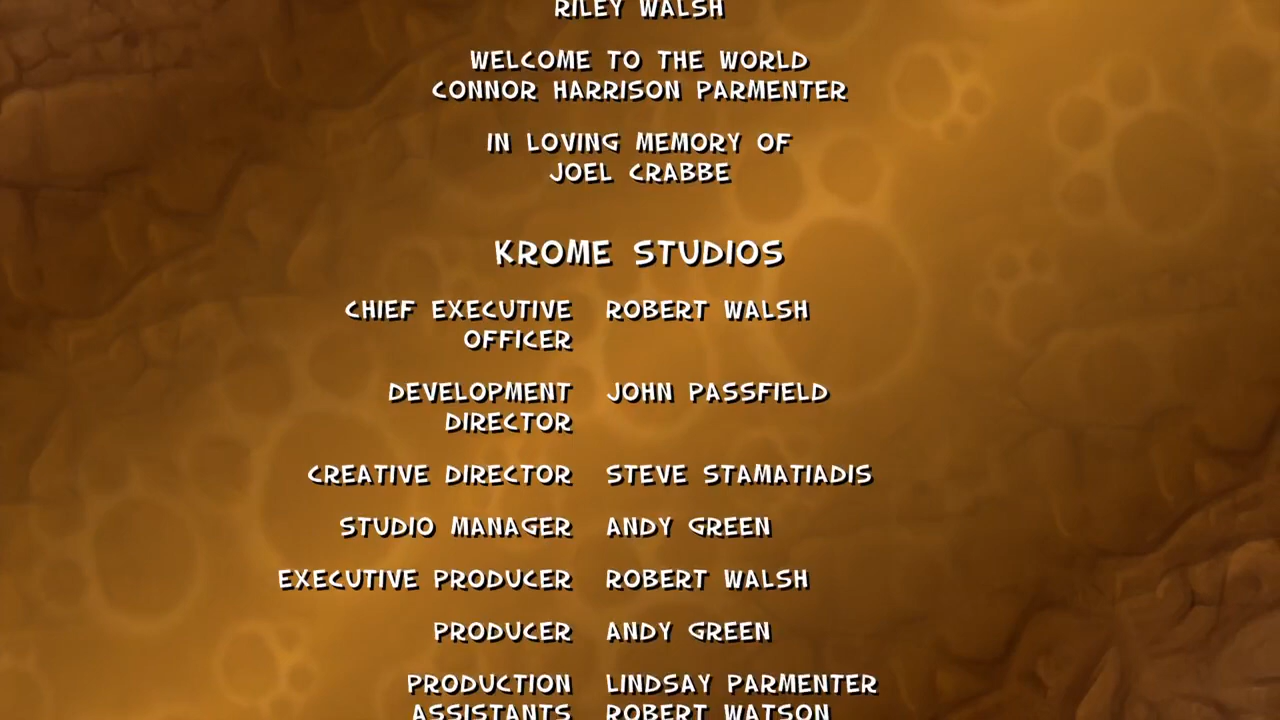 RILEY WALSH
WELCOME TO THE WORLD
CONNOR HARRISON PARMENTER
IN LOVING MEMORY OF
JOEL CRABBE
KROME STUDIOS
CHIEF EXECUTIVE OFFICER ROBERT WALSH
DEVELOPMENT DIRECTOR JOHN PASSFIELD
CREATIVE DIRECTOR STEVE STAMATIADIS
STUDIO MANAGER ANDY GREEN
EXECUTIVE PRODUCER ROBERT WALSH
PRODUCER ANDY GREEN
PRODUCTION LINDSAY PARMENTER
ASSISTANTS ROBERT WATSON